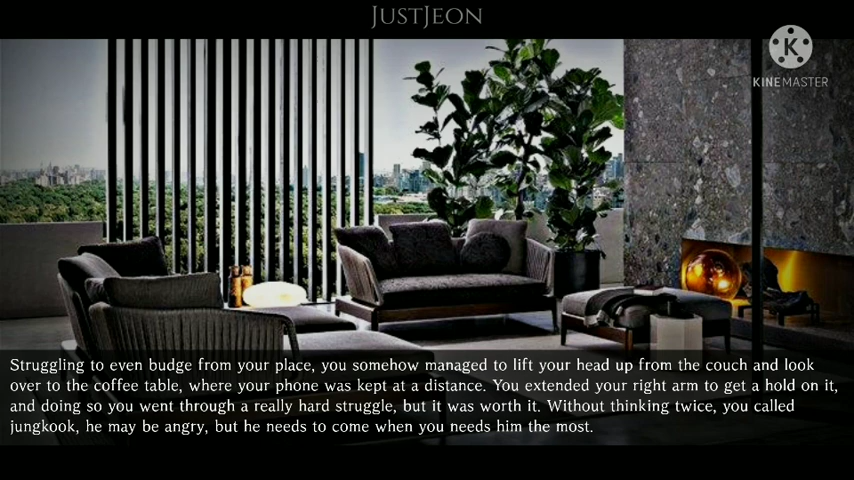 JustJeon
K
KINEMASTER
Struggling to even budge from your place, you somehow managed to lift your head up from the couch and look
over to the coffee table, where your phone was kept at a distance. You extended your right arm to get a hold on it,
and doing so you went through a really hard struggle, but it was worth it. Without thinking twice, you called
jungkook, he may be angry, but he needs to come when you needs him the most.